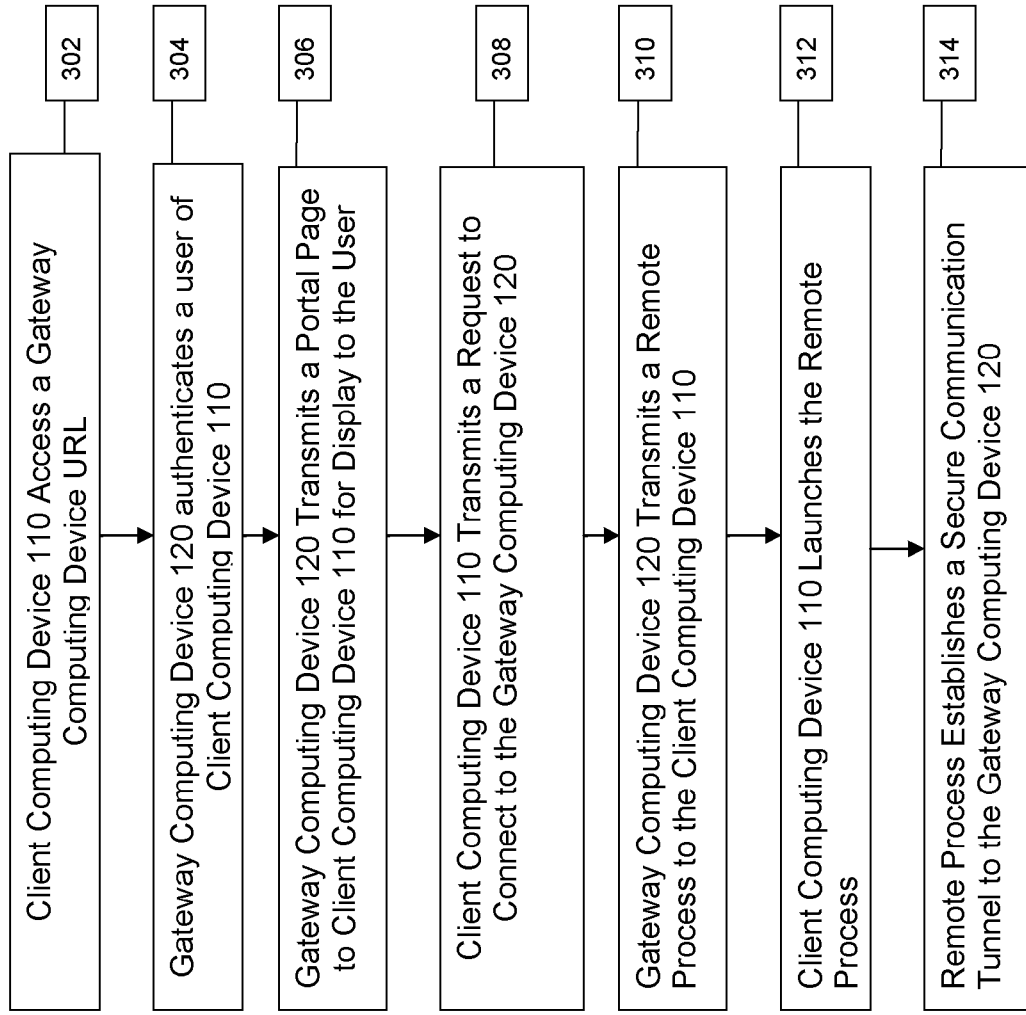 Client Computing Device 110 Access a Gateway
Computing Device URL
302
Gateway Computing Device 120 authenticates a user of
Client Computing Device 110
304
Gateway Computing Device 120 Transmits a Portal Page
to Client Computing Device 110 for Display to the User
306
Client Computing Device 110 Transmits a Request to
Connect to the Gateway Computing Device 120
308
Gateway Computing Device 120 Transmits a Remote
Process to the Client Computing Device 110
310
Client Computing Device 110 Launches the Remote
Process
312
Remote Process Establishes a Secure Communication
Tunnel to the Gateway Computing Device 120
314